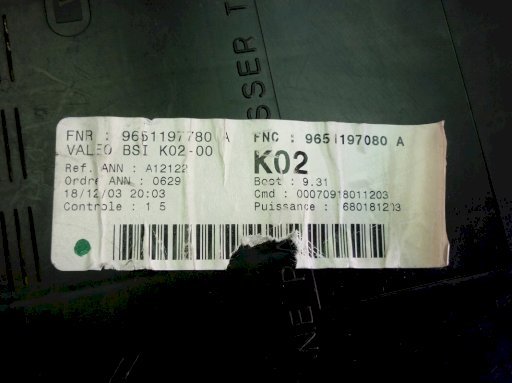 FNR : 9651197780 A
VALEO BSI K02-00
Ref. ANN : A12122
Ordre ANN : 0629
18/12/03 20:03
Controle : 1 5
FNC : 9651197080 A
K02
Boot : 9.31
Cmd : 00070918011203
Puissance :
SSER
NE P